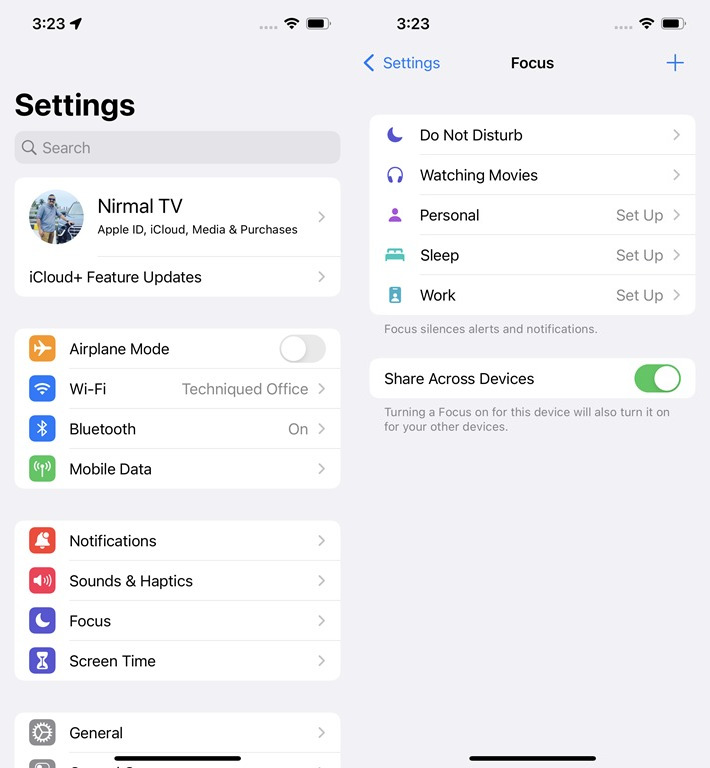 3:23
Settings
Search
Nirmal TV
Apple ID, iCloud, Media & Purchases
iCloud+ Feature Updates
Airplane Mode
Wi-Fi Techniqued Office
Bluetooth On
Mobile Data
Notifications
Sounds & Haptics
Focus
Screen Time
General
3:23
Settings Focus
Do Not Disturb
Watching Movies
Personal Set Up
Sleep Set Up
Work Set Up
Focus silences alerts and notifications.
Share Across Devices
Turning a Focus on for this device will also turn it on
for your other devices.